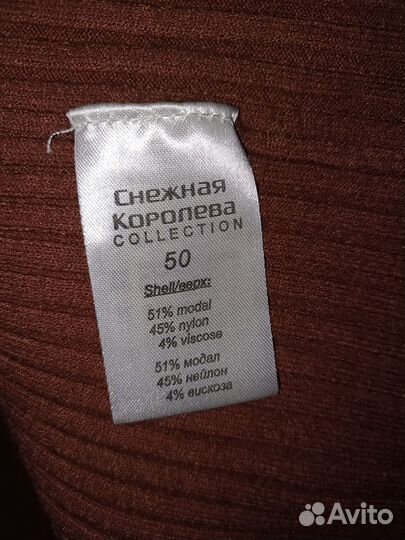 Снежная
Королева
COLLECTION
50
Shell/верх:
51% modal
45% nylon
4% viscose
51% модал
45% нейлон
4% вискоза
Avito